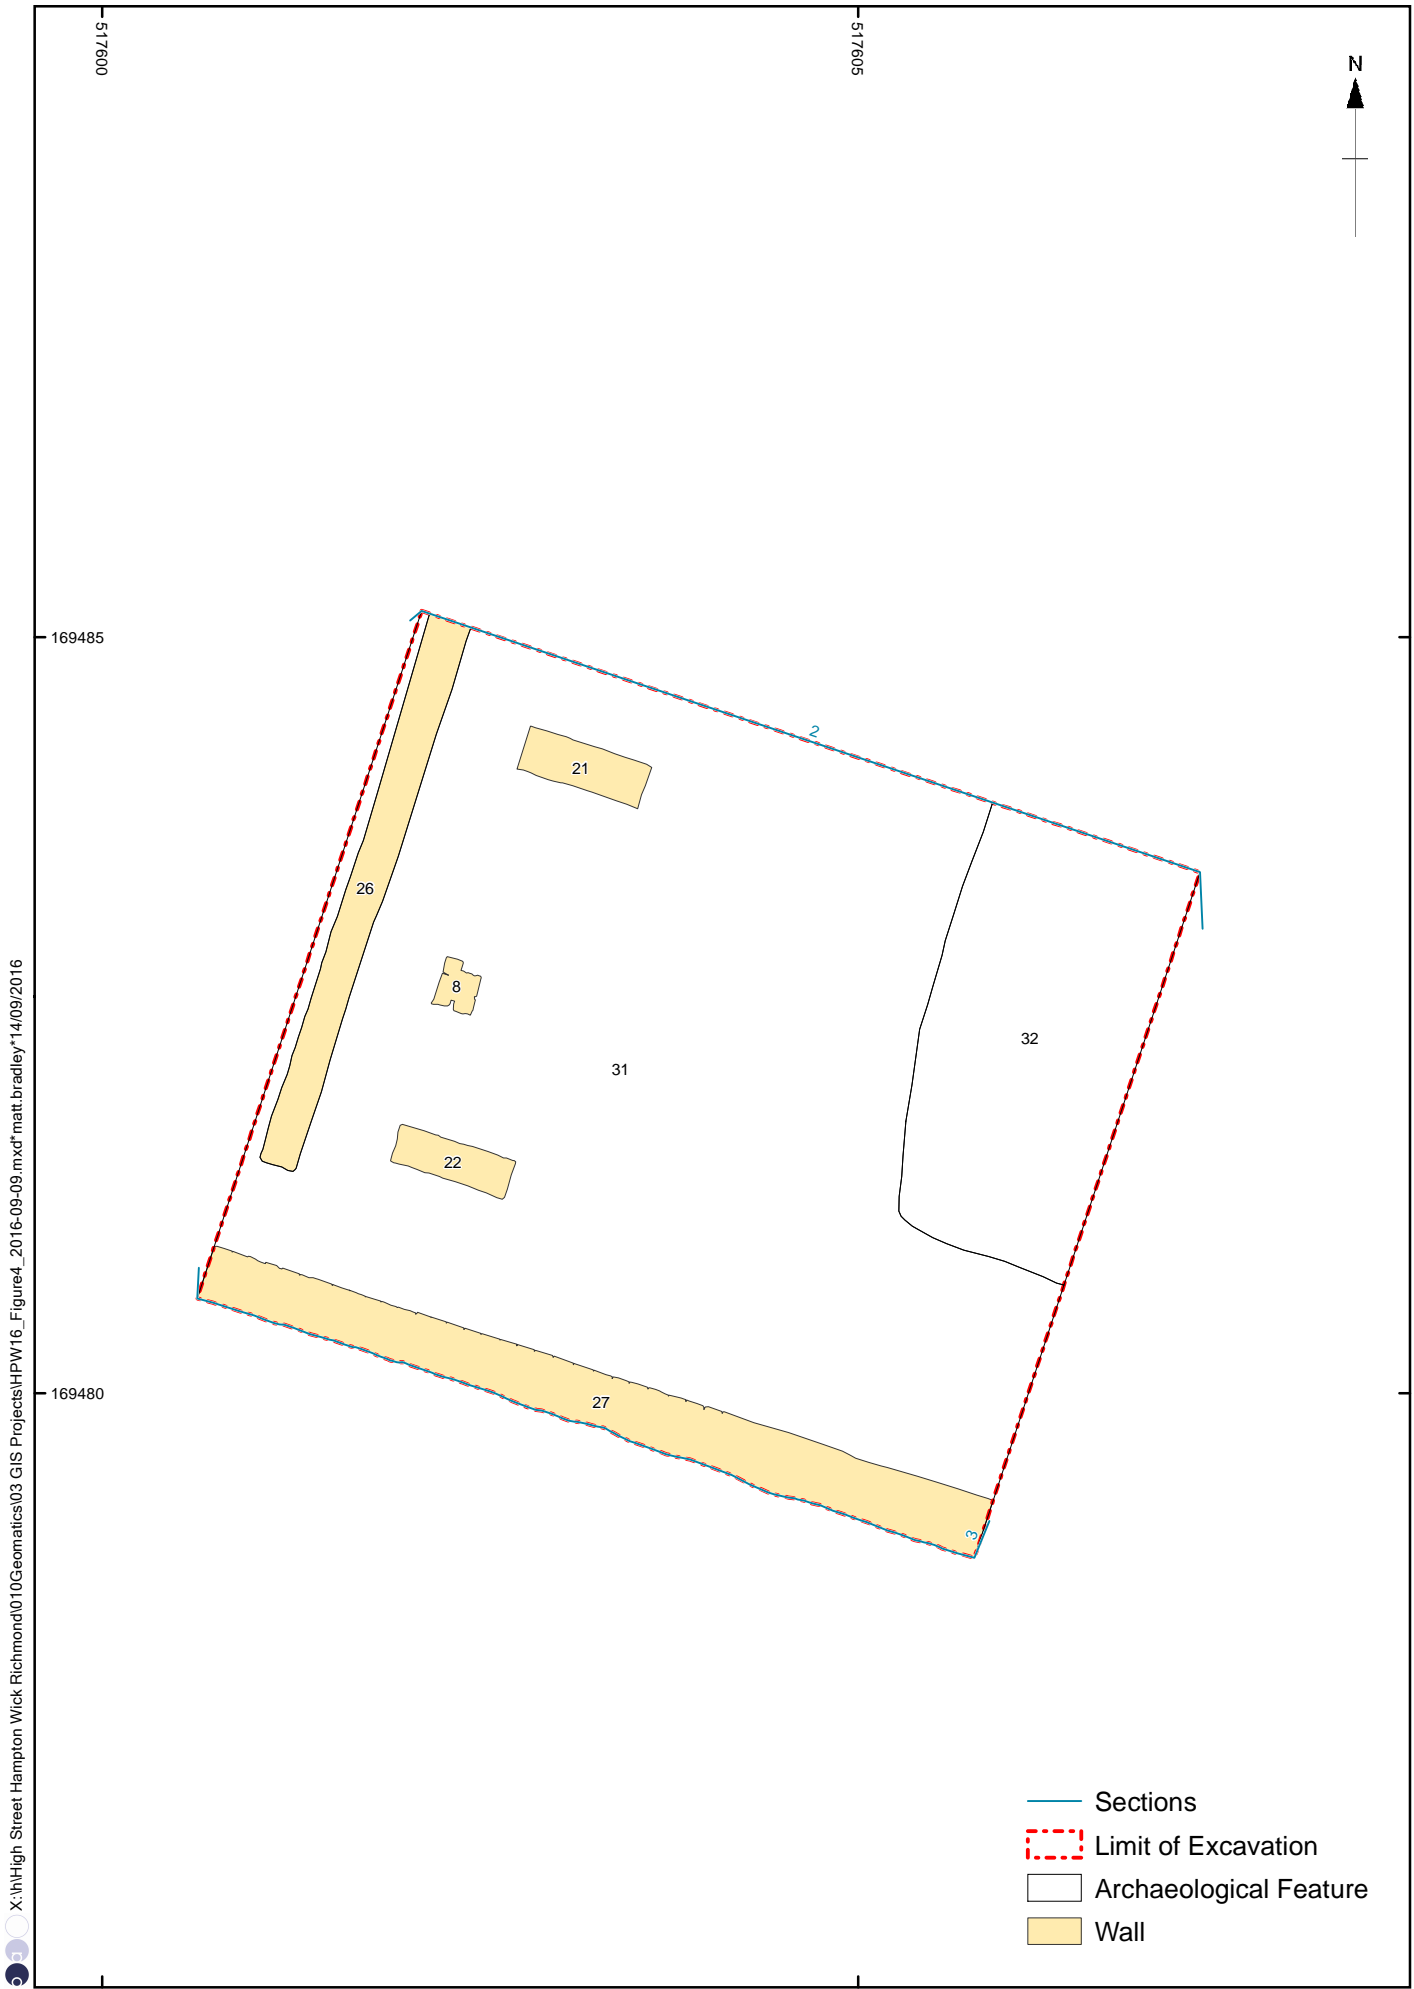 517600
517605
N
169485
2
21
26
8
32
31
22
169480
27
3
Sections
Limit of Excavation
Archaeological Feature
Wall
X:\h\High Street Hampton Wick Richmond\010Geomatics\03 GIS Projects\HPW16_Figure4_2016-09-09.mxd*matt.bradley*14/09/2016